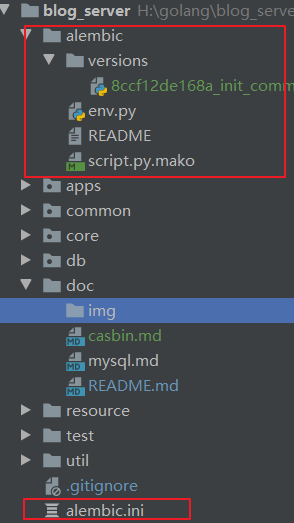 blog_server H:\golang\blog_serve
alembic
versions
8ccf12de168a_init_comm
env.py
README
script.py.mako
apps
common
core
db
doc
img
casbin.md
mysql.md
README.md
resource
test
util
.gitignore
alembic.ini